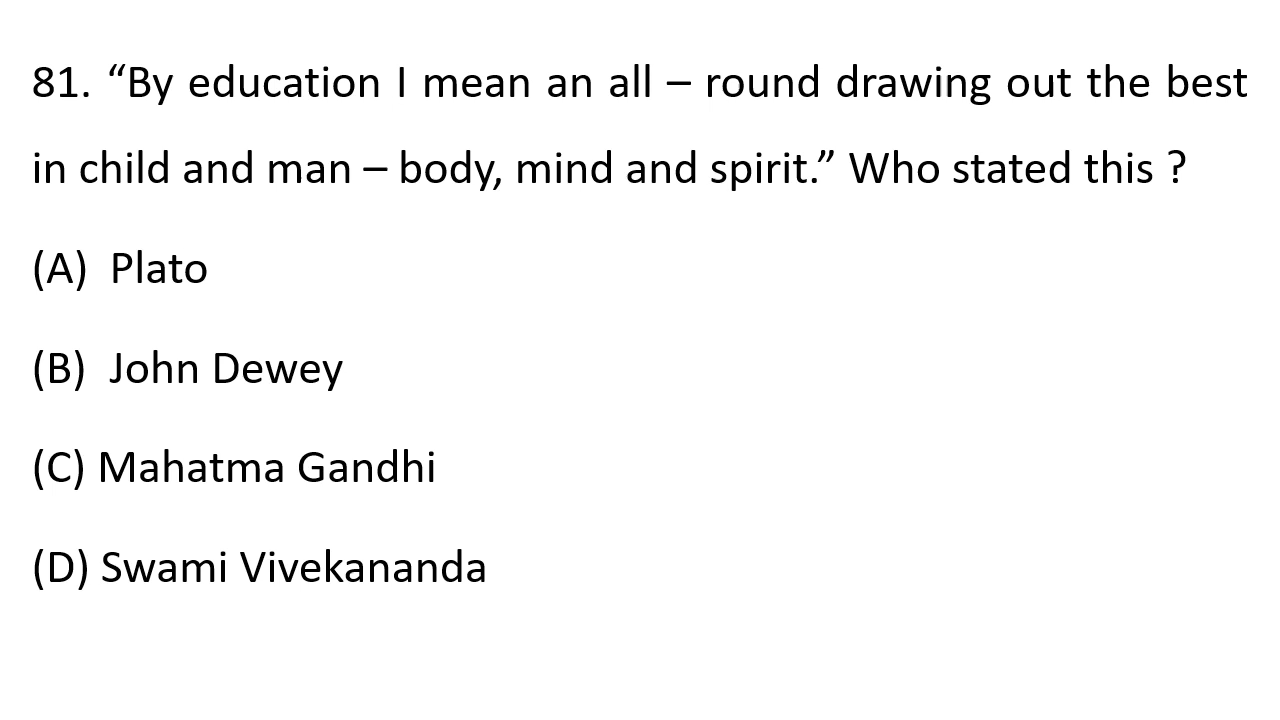 81. “By education I mean an all – round drawing out the best
in child and man – body, mind and spirit.” Who stated this ?
(A) Plato
(B) John Dewey
(C) Mahatma Gandhi
(D) Swami Vivekananda